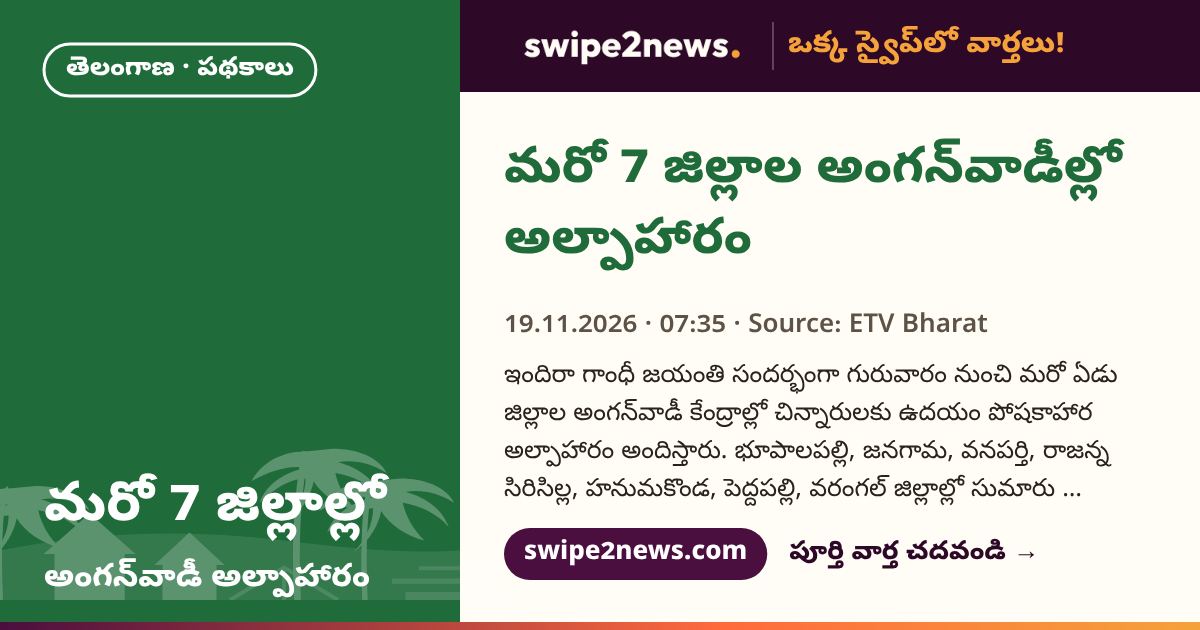 తెలంగాణ · పథకాలు
మరో 7 జిల్లాల్లో
అంగన్‌వాడీ అల్పాహారం
swipe2news. ఒక్క స్వైప్‌లో వార్తలు!
మరో 7 జిల్లాల అంగన్‌వాడీల్లో
అల్పాహారం
19.11.2026 · 07:35 · Source: ETV Bharat
ఇందిరా గాంధీ జయంతి సందర్భంగా గురువారం నుంచి మరో ఏడు
జిల్లాల అంగన్‌వాడీ కేంద్రాల్లో చిన్నారులకు ఉదయం పోషకాహార
అల్పాహారం అందిస్తారు. భూపాలపల్లి, జనగామ, వనపర్తి, రాజన్న
సిరిసిల్ల, హనుమకొండ, పెద్దపల్లి, వరంగల్ జిల్లాల్లో సుమారు ...
swipe2news.com పూర్తి వార్త చదవండి →